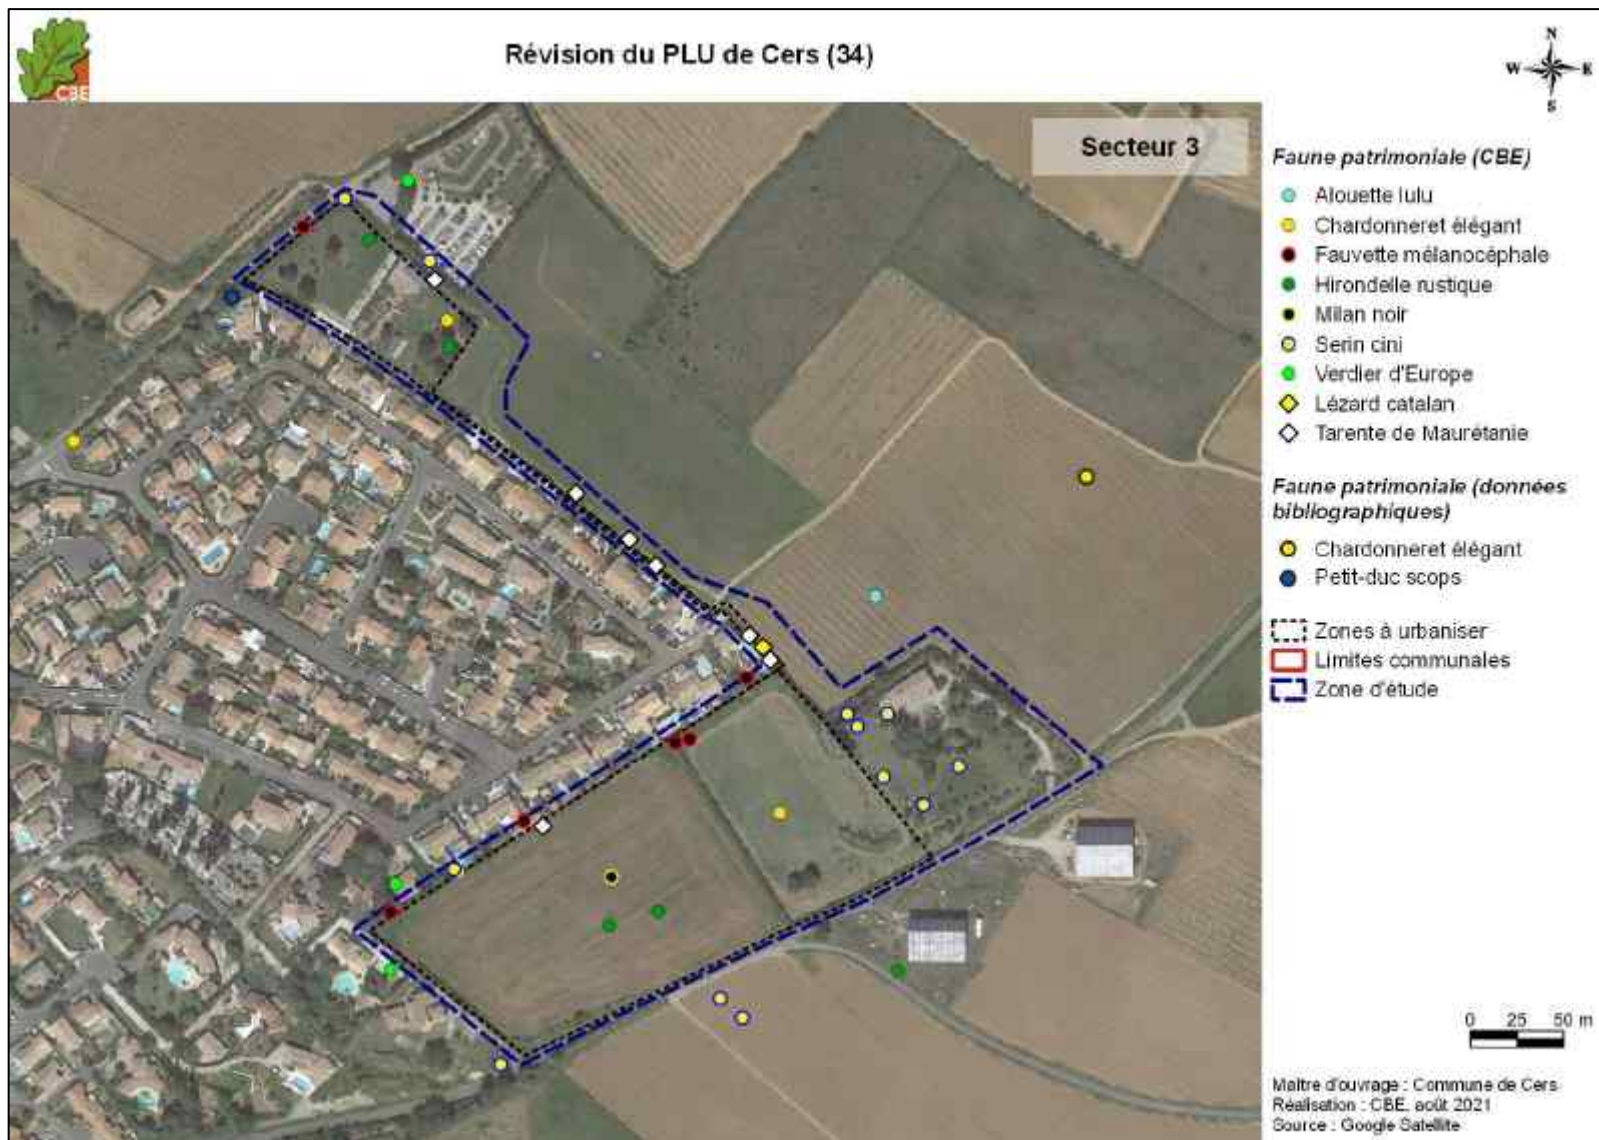 CBE
Révision du PLU de Cers (34)
N
W E
S
Secteur 3
Faune patrimoniale (CBE)
Alouette lulu
Chardonneret élégant
Fauvette mélanocéphale
Hirondelle rustique
Milan noir
Serin cini
Verdier d'Europe
Lézard catalan
Tarente de Maurétanie
Faune patrimoniale (données
bibliographiques)
Chardonneret élégant
Petit-duc scops
Zones à urbaniser
Limites communales
Zone d'étude
0 25 50 m
Maître d'ouvrage : Commune de Cers
Réalisation : CBE, août 2021
Source : Google Satellite